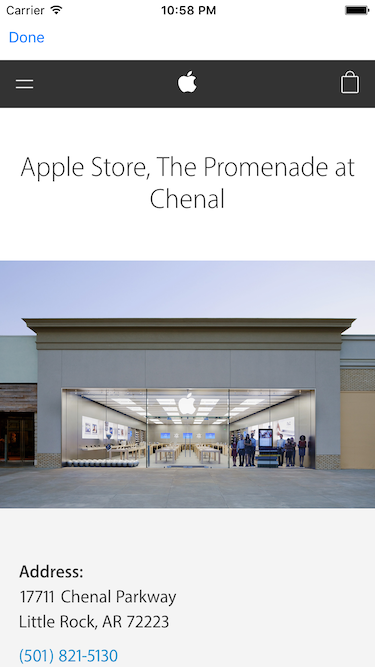 Carrier 10:58 PM
Done
Apple Store, The Promenade at
Chenal
Address:
17711 Chenal Parkway
Little Rock, AR 72223
(501) 821-5130